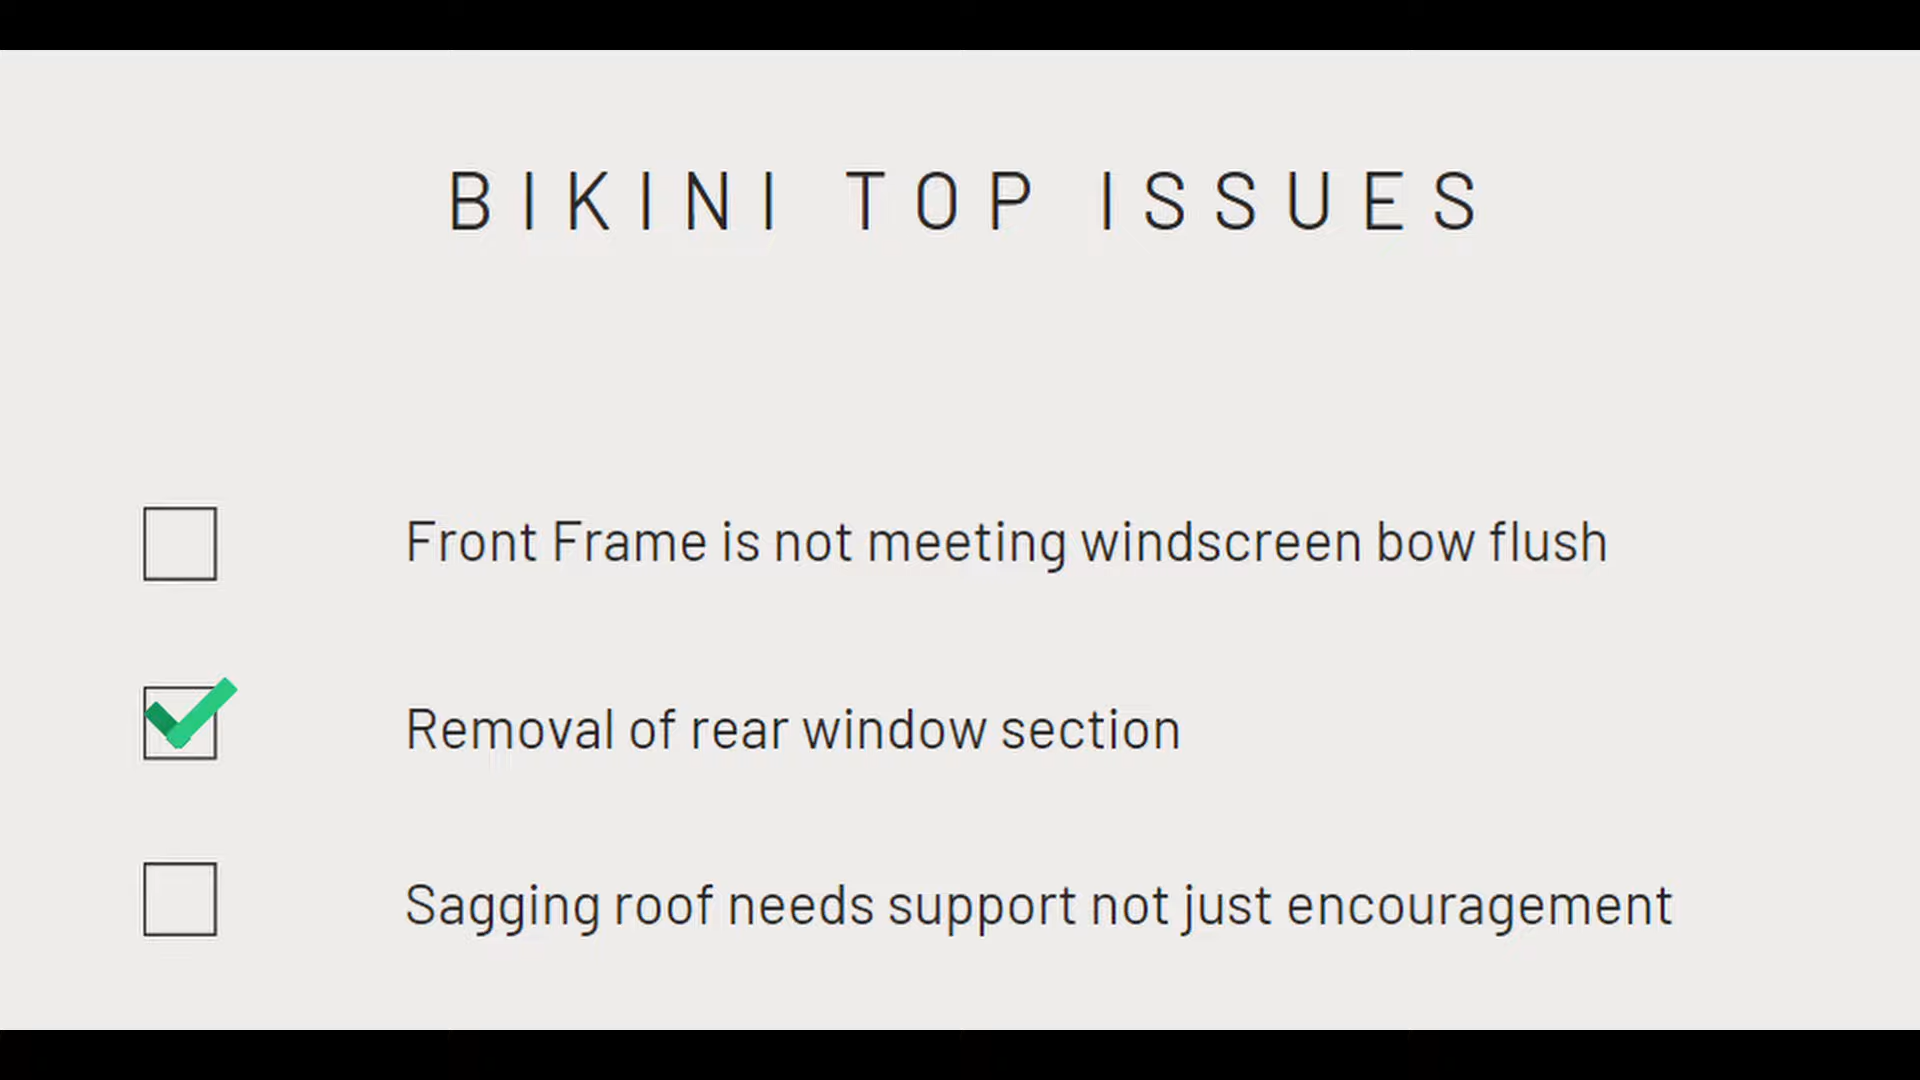 BIKINI TOP ISSUES
Front Frame is not meeting windscreen bow flush
Removal of rear window section
Sagging roof needs support not just encouragement